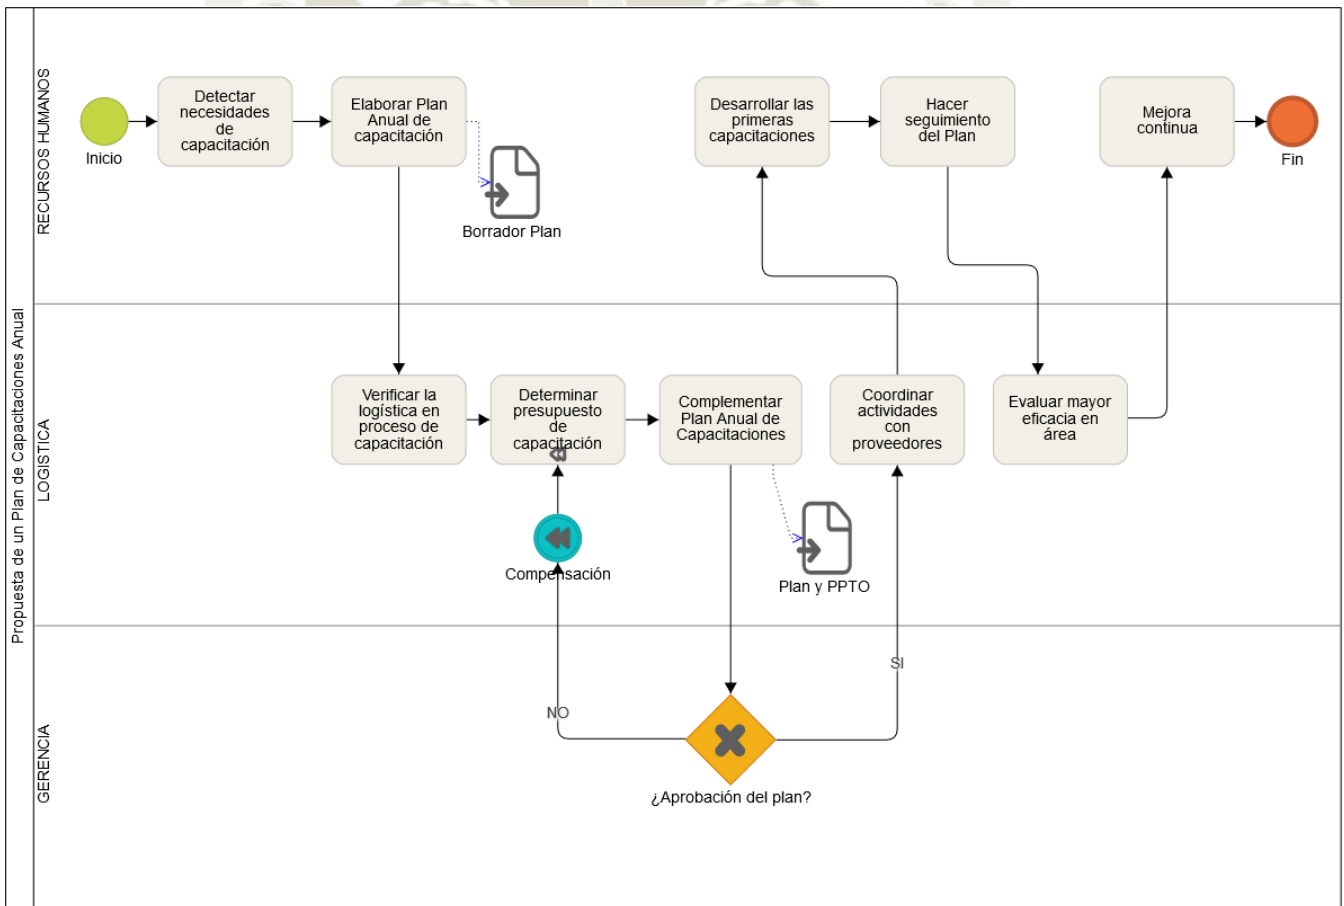 Propuesta de un Plan de Capacitaciones Anual
RECURSOS HUMANOS
Inicio
Detectar
necesidades
de
capacitación
Elaborar Plan
Anual de
capacitación
Borrador Plan
Desarrollar las
primeras
capacitaciones
Hacer
seguimiento
del Plan
Mejora
continua
Fin
LOGISTICA
Verificar la
logística en
proceso de
capacitación
Determinar
presupuesto
de
capacitación
Complementar
Plan Anual de
Capacitaciones
Coordinar
actividades
con
proveedores
Evaluar mayor
eficacia en
área
Compensación
Plan y PPTO
GERENCIA
NO
SI
¿Aprobación del plan?